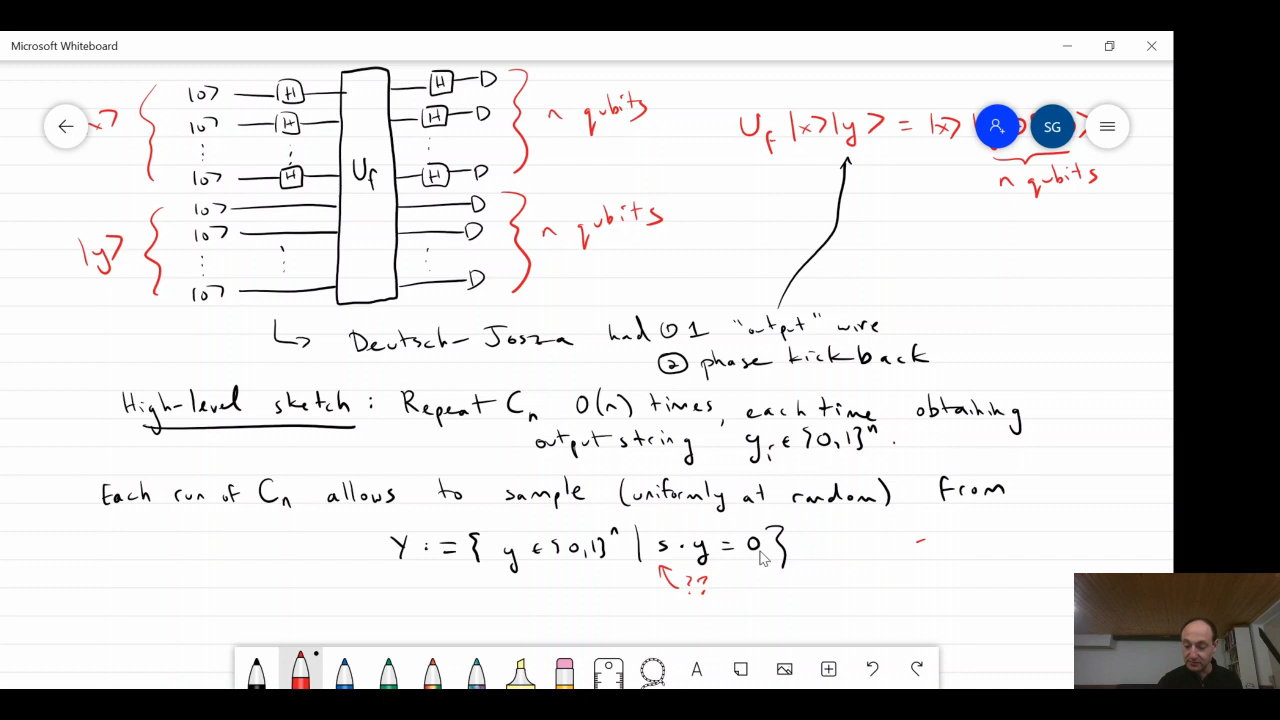 Microsoft Whiteboard
|0⟩ H H D
|0⟩ H H D
|0⟩ H H D
n qubits
U_f
U_f |x⟩|y⟩ = |x⟩
n qubits
SG
|0⟩ D
|y⟩ |0⟩ D
|0⟩ D
n qubits
↳ Deutsch-Josza had ① 1 "output" wire
② phase kickback
High-level sketch: Repeat C_n O(n) times, each time obtaining
output string y_i ∈ {0,1}^n.
Each run of C_n allows to sample (uniformly at random) from
Y := { y ∈ {0,1}^n | s · y = 0 }
??
A